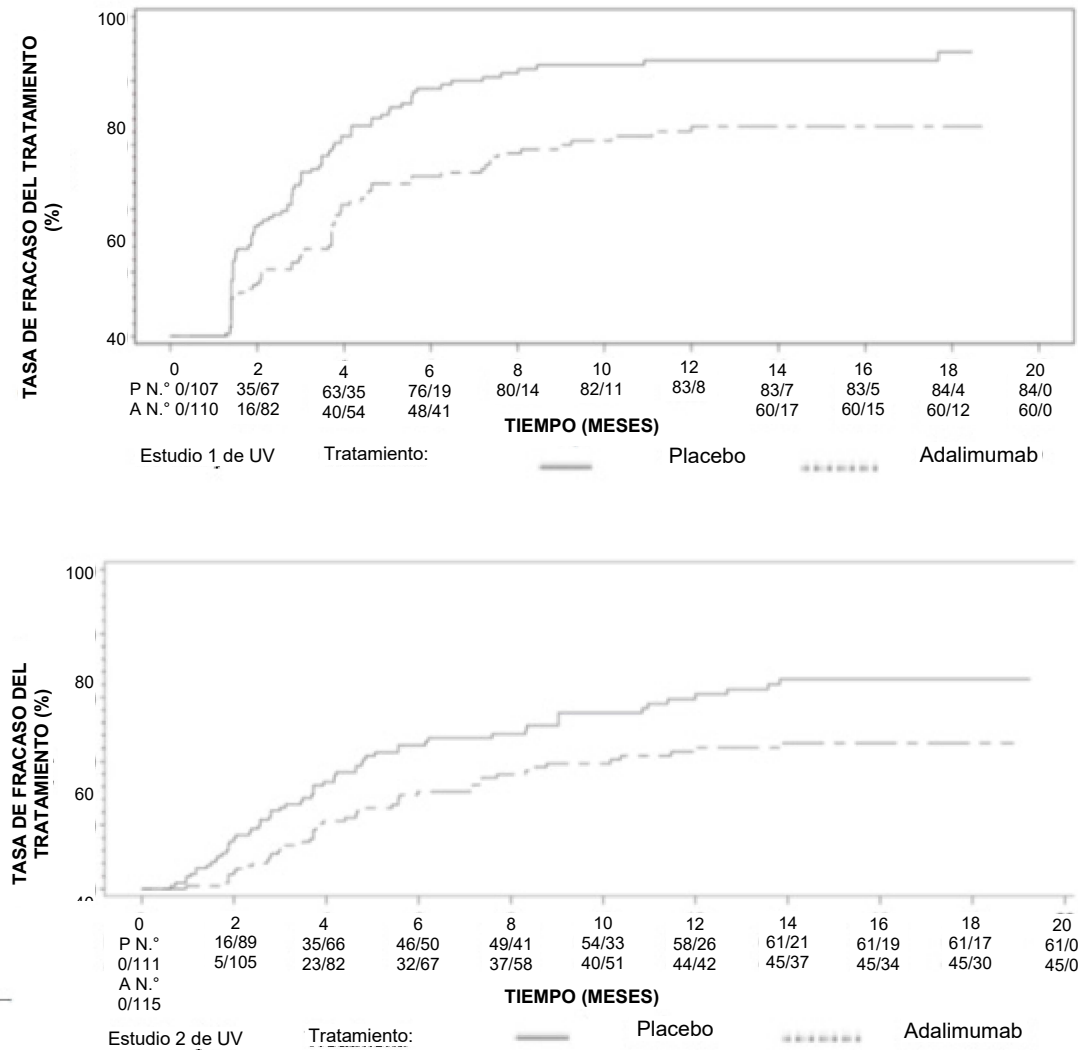 TASA DE FRACASO DEL TRATAMIENTO
(%)
100
80
60
40
0 2 4 6 8 10 12 14 16 18 20
P N.° 0/107 35/67 63/35 76/19 80/14 82/11 83/8 83/7 83/5 84/4 84/0
A N.° 0/110 16/82 40/54 48/41 60/17 60/15 60/12 60/0
TIEMPO (MESES)
Estudio 1 de UV Tratamiento: Placebo Adalimumab
TASA DE FRACASO DEL
TRATAMIENTO (%)
100
80
60
0 2 4 6 8 10 12 14 16 18 20
P N.° 16/89 35/66 46/50 49/41 54/33 58/26 61/21 61/19 61/17 61/0
0/111 5/105 23/82 32/67 37/58 40/51 44/42 45/37 45/34 45/30 45/0
A N.°
0/115
TIEMPO (MESES)
Estudio 2 de UV Tratamiento: Placebo Adalimumab